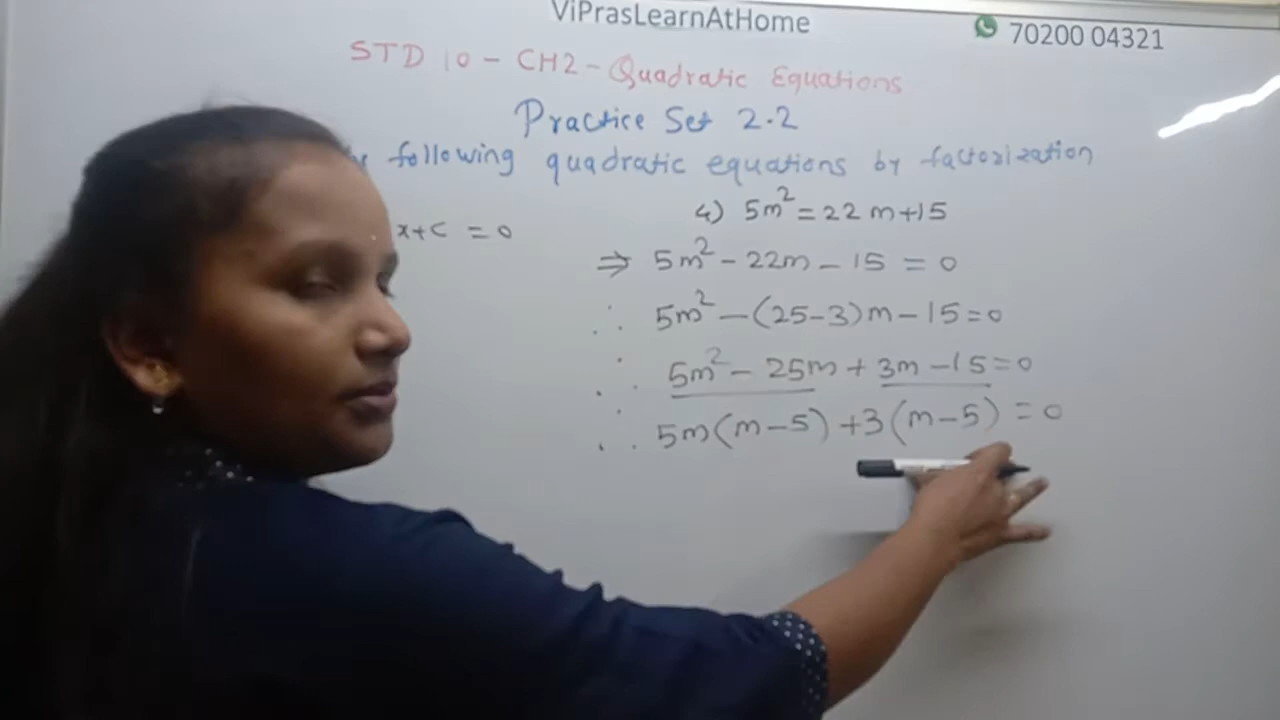 ViPrasLearnAtHome
70200 04321
STD 10 - CH2 - Quadratic Equations
Practice Set 2.2
following quadratic equations by factorization
4) 5m² = 22m+15
x+c = 0
⇒ 5m² - 22m - 15 = 0
∴ 5m² - (25-3)m - 15 = 0
∴ 5m² - 25m + 3m - 15 = 0
∴ 5m(m-5) + 3(m-5) = 0